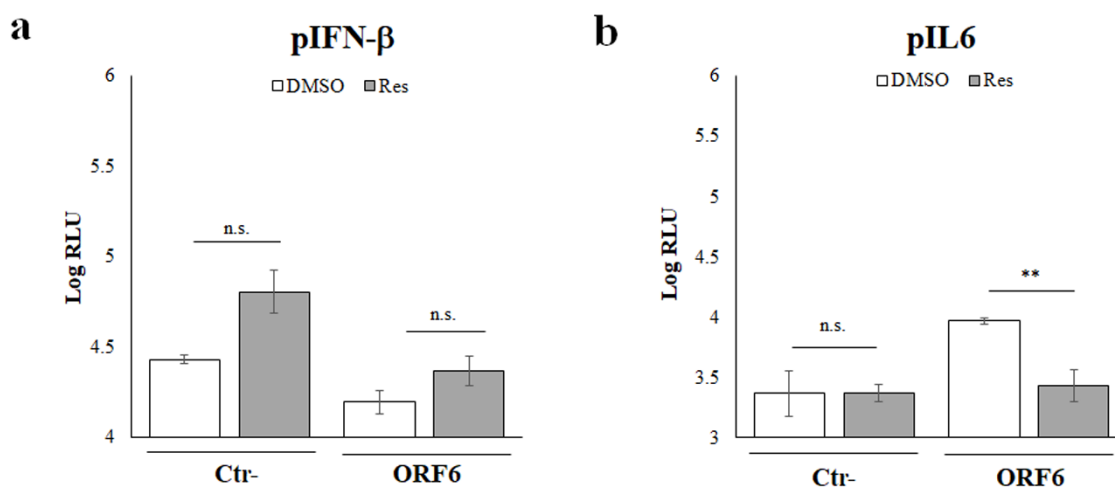 a
pIFN-β
DMSO Res
6
5.5
5
4.5
4
Log RLU
n.s.
n.s.
Ctr-
ORF6
b
pIL6
DMSO Res
6
5.5
5
4.5
4
3.5
3
Log RLU
n.s.
**
Ctr-
ORF6